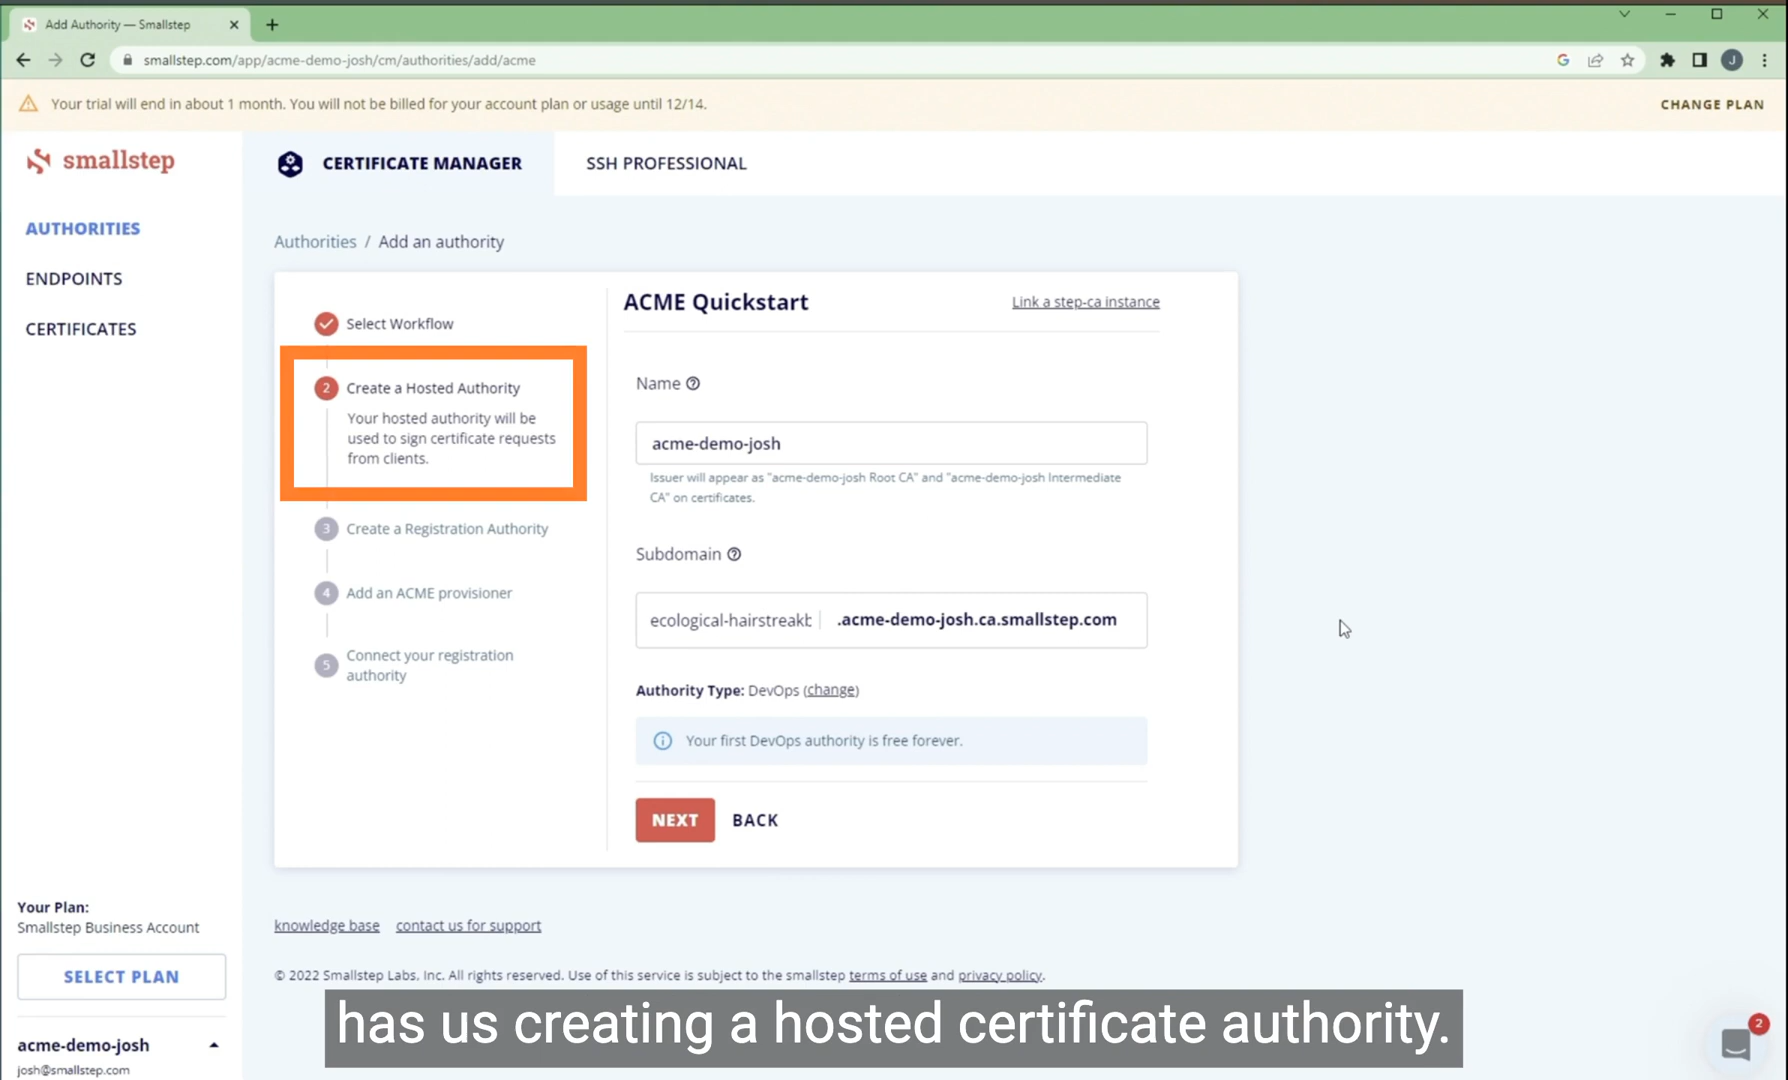 Add Authority — Smallstep
smallstep.com/app/acme-demo-josh/cm/authorities/add/acme
J
Your trial will end in about 1 month. You will not be billed for your account plan or usage until 12/14.
CHANGE PLAN
smallstep
CERTIFICATE MANAGER
SSH PROFESSIONAL
AUTHORITIES
ENDPOINTS
CERTIFICATES
Authorities / Add an authority
Select Workflow
2 Create a Hosted Authority
Your hosted authority will be
used to sign certificate requests
from clients.
3 Create a Registration Authority
4 Add an ACME provisioner
5 Connect your registration
authority
ACME Quickstart
Link a step-ca instance
Name
acme-demo-josh
Issuer will appear as "acme-demo-josh Root CA" and "acme-demo-josh Intermediate
CA" on certificates.
Subdomain
ecological-hairstreakb .acme-demo-josh.ca.smallstep.com
Authority Type: DevOps (change)
Your first DevOps authority is free forever.
NEXT
BACK
Your Plan:
Smallstep Business Account
SELECT PLAN
acme-demo-josh
josh@smallstep.com
knowledge base contact us for support
© 2022 Smallstep Labs, Inc. All rights reserved. Use of this service is subject to the smallstep terms of use and privacy policy.
has us creating a hosted certificate authority.
2